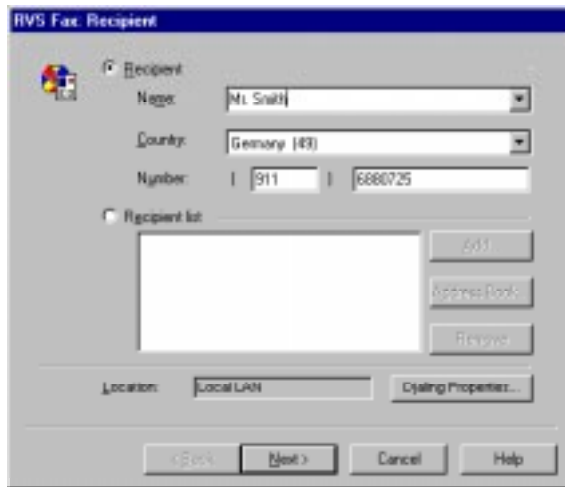 RVS Fax: Recipient
Recipient
Name: Mr. Smith
Country: Germany (49)
Number: ( 911 ) 6880725
Recipient list
Add
Address Book...
Remove
Location: Local LAN Dialing Properties...
< Back Next > Cancel Help